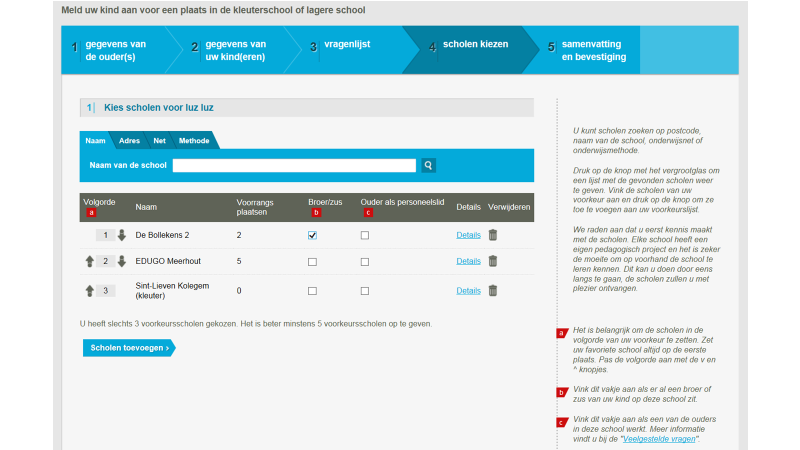 Meld uw kind aan voor een plaats in de kleuterschool of lagere school
1 gegevens van
de ouder(s)
2 gegevens van
uw kind(eren)
3 vragenlijst
4 scholen kiezen
5 samenvatting
en bevestiging
1 Kies scholen voor luz luz
Naam Adres Net Methode
Naam van de school
Volgorde Naam Voorrangs Broer/zus Ouder als personeelslid Details Verwijderen
plaatsen
a b c
1 De Bollekens 2 2 Details
2 EDUGO Meerhout 5 Details
3 Sint-Lieven Kolegem 0 Details
(kleuter)
U heeft slechts 3 voorkeursscholen gekozen. Het is beter minstens 5 voorkeursscholen op te geven.
Scholen toevoegen >
U kunt scholen zoeken op postcode,
naam van de school, onderwijsnet of
onderwijsmethode.
Druk op de knop met het vergrootglas om
een lijst met de gevonden scholen weer
te geven. Vink de scholen van uw
voorkeur aan en druk op de knop om ze
toe te voegen aan uw voorkeurslijst.
We raden aan dat u eerst kennis maakt
met de scholen. Elke school heeft een
eigen pedagogisch project en het is zeker
de moeite om op voorhand de school te
leren kennen. Dit kan u doen door eens
langs te gaan, de scholen zullen u met
plezier ontvangen.
a Het is belangrijk om de scholen in de
volgorde van uw voorkeur te zetten. Zet
uw favoriete school altijd op de eerste
plaats. Pas de volgorde aan met de v en
^ knopjes.
b Vink dit vakje aan als er al een broer of
zus van uw kind op deze school zit.
c Vink dit vakje aan als een van de ouders
in deze school werkt. Meer informatie
vindt u bij de "Veelgestelde vragen".